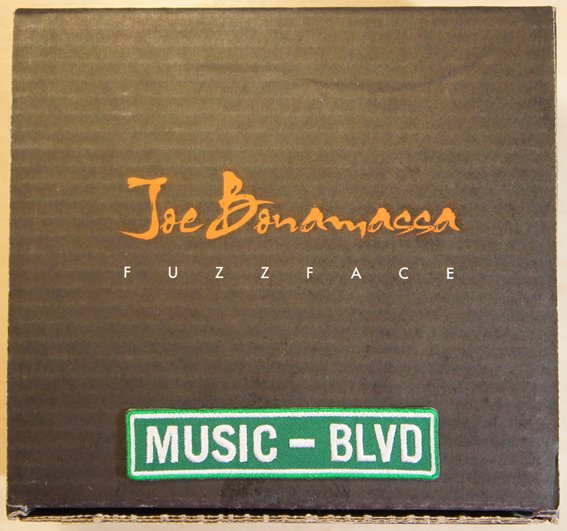 Joe Bonamassa
FUZZFACE
MUSIC – BLVD